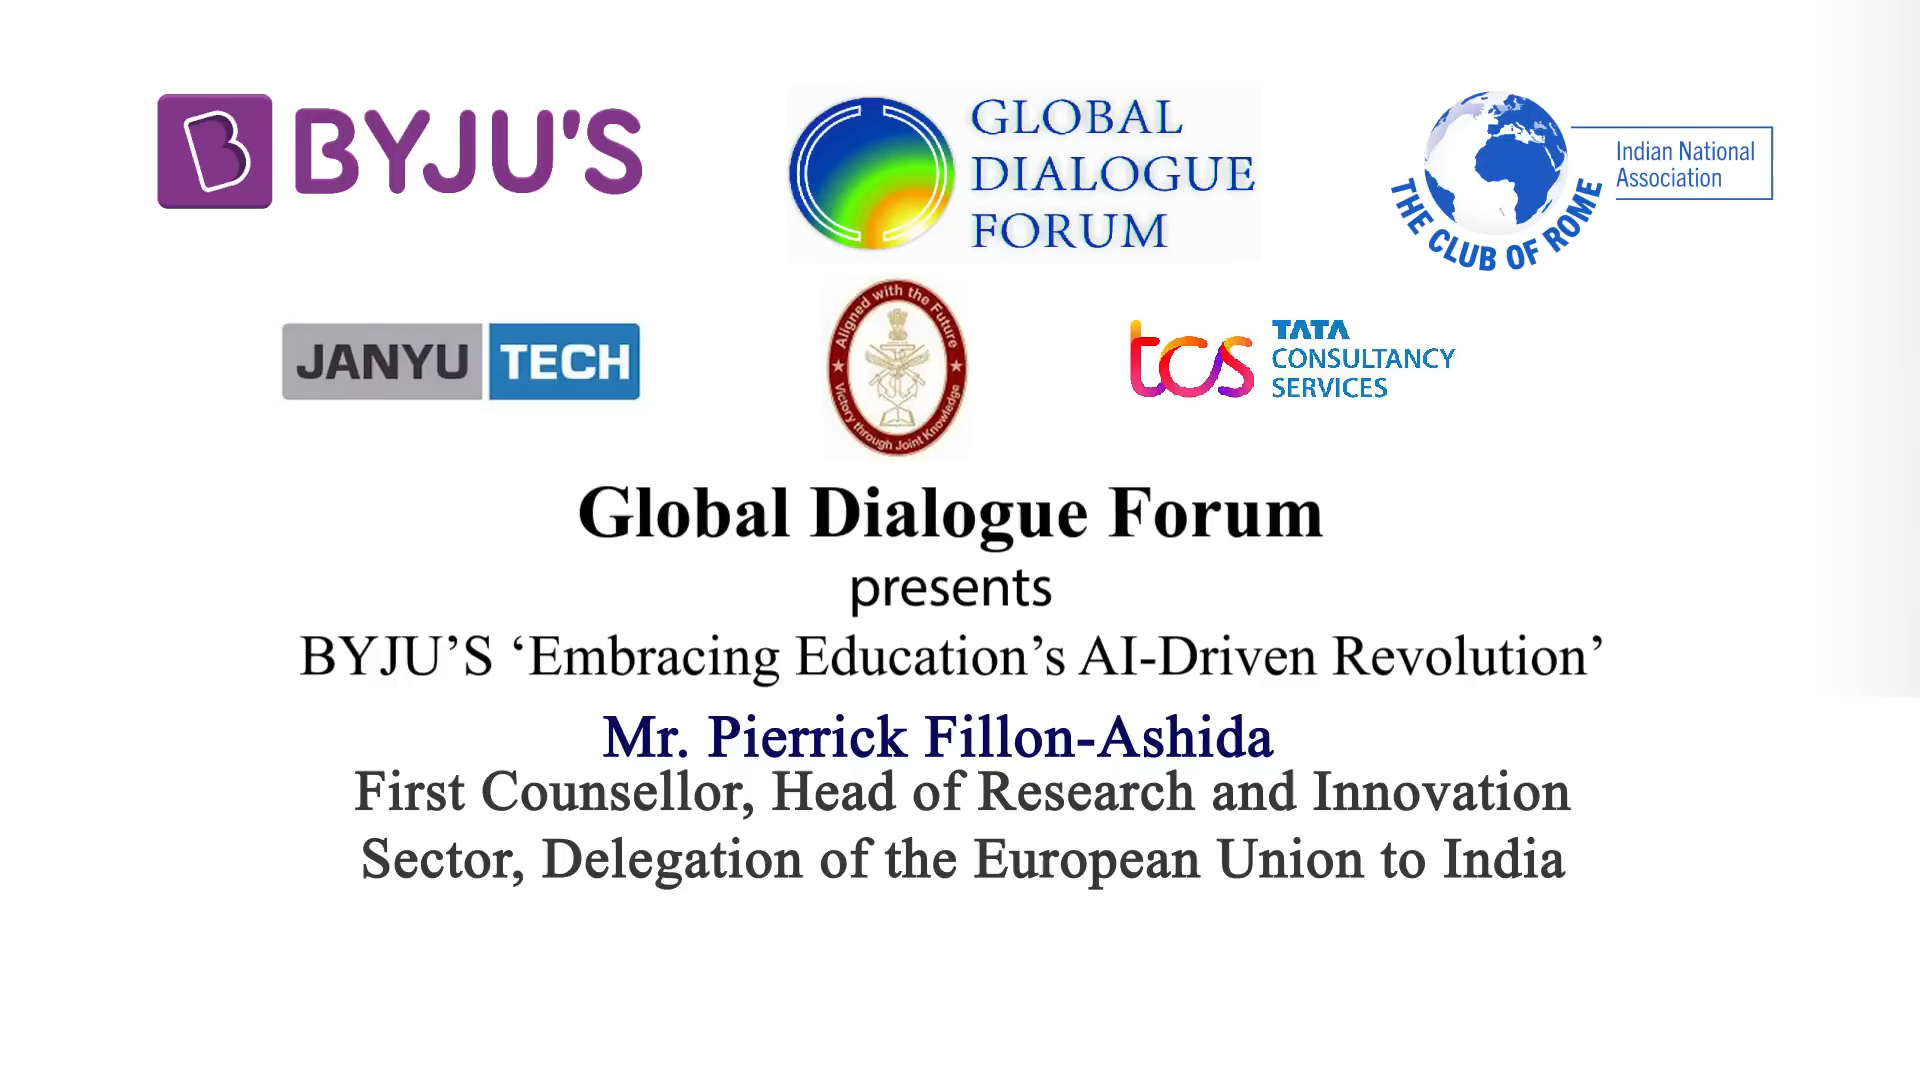 BYJU'S
GLOBAL
DIALOGUE
FORUM
THE CLUB OF ROME
Indian National
Association
JANYU TECH
Aligned with the Future
Victory through Joint Knowledge
tcs
TATA
CONSULTANCY
SERVICES
Global Dialogue Forum
presents
BYJU’S ‘Embracing Education’s AI-Driven Revolution’
Mr. Pierrick Fillon-Ashida
First Counsellor, Head of Research and Innovation
Sector, Delegation of the European Union to India